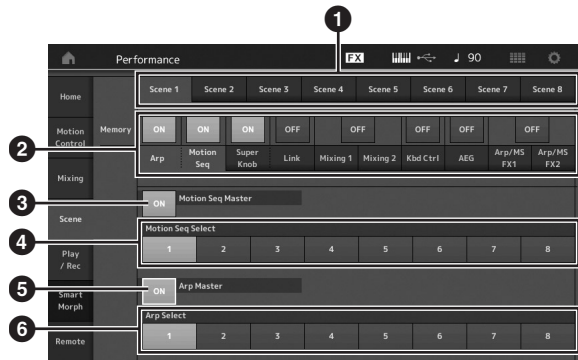 1
Performance FX 90
Home
Scene 1 Scene 2 Scene 3 Scene 4 Scene 5 Scene 6 Scene 7 Scene 8
Motion
Control
Memory
2
ON ON ON OFF OFF OFF OFF OFF
Arp Motion Seq Super Knob Link Mixing 1 Mixing 2 Kbd Ctrl AEG Arp/MS FX1 Arp/MS FX2
Mixing
3
ON Motion Seq Master
Scene
4
Motion Seq Select
1 2 3 4 5 6 7 8
Play
/ Rec
5
ON Arp Master
Smart
Morph
6
Arp Select
1 2 3 4 5 6 7 8
Remote